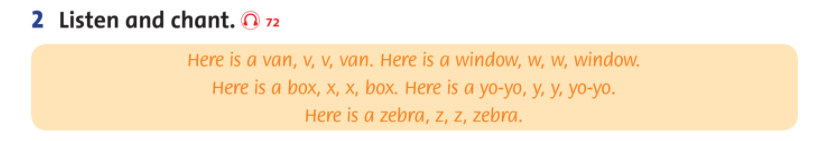 2 Listen and chant. 72
Here is a van, v, v, van. Here is a window, w, w, window.
Here is a box, x, x, box. Here is a yo-yo, y, y, yo-yo.
Here is a zebra, z, z, zebra.